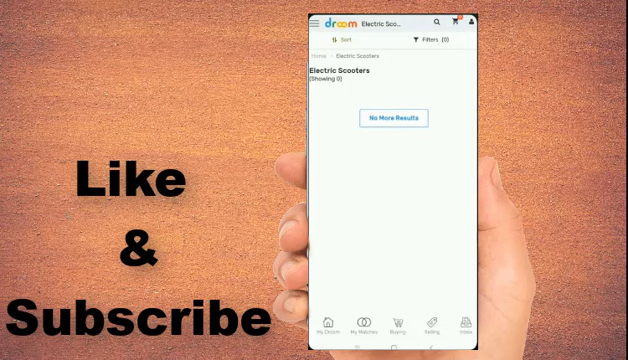 droom Electric Sco...
Sort
Filters (0)
Home > Electric Scooters
Electric Scooters
(Showing 0)
No More Results
Like
&
Subscribe
My Droom
My Matches
Buying
Selling
Inbox